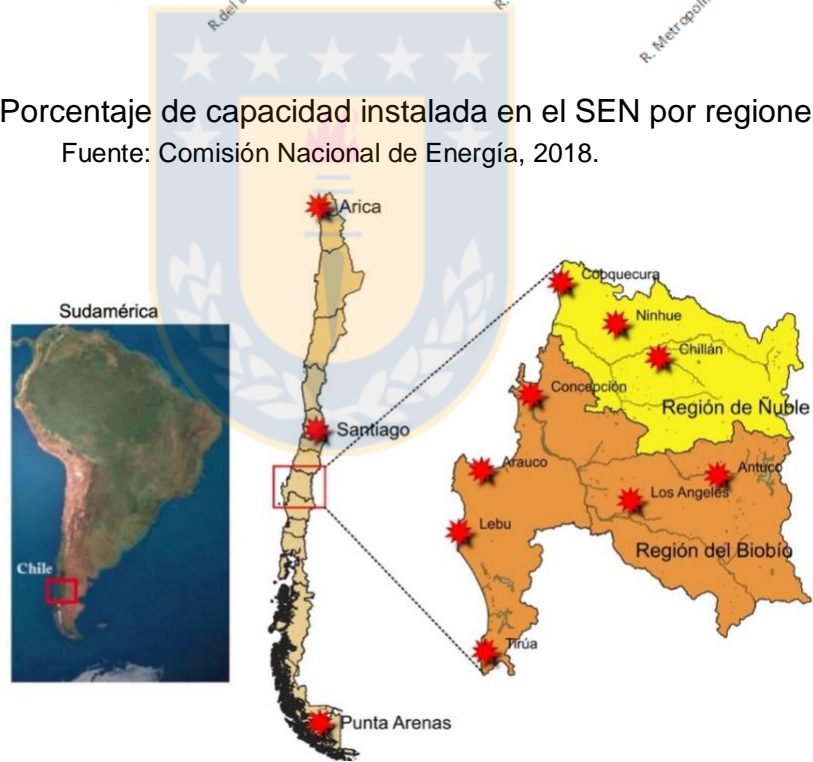 Porcentaje de capacidad instalada en el SEN por regione
Fuente: Comisión Nacional de Energía, 2018.
Arica
Sudamérica
Copquecura
Ninhue
Chillán
Concepción
Región de Ñuble
Santiago
Arauco
Antuco
Los Angeles
Lebu
Región del Biobío
Chile
Tirúa
Punta Arenas